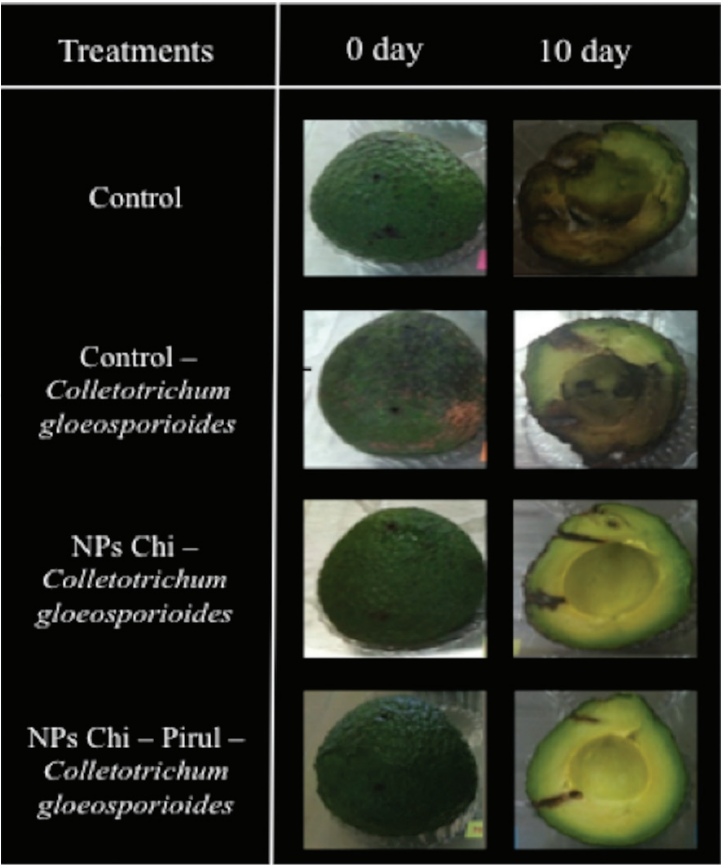 Treatments 0 day 10 day
Control
Control –
Colletotrichum
gloeosporioides
NPs Chi –
Colletotrichum
gloeosporioides
NPs Chi – Pirul –
Colletotrichum
gloeosporioides